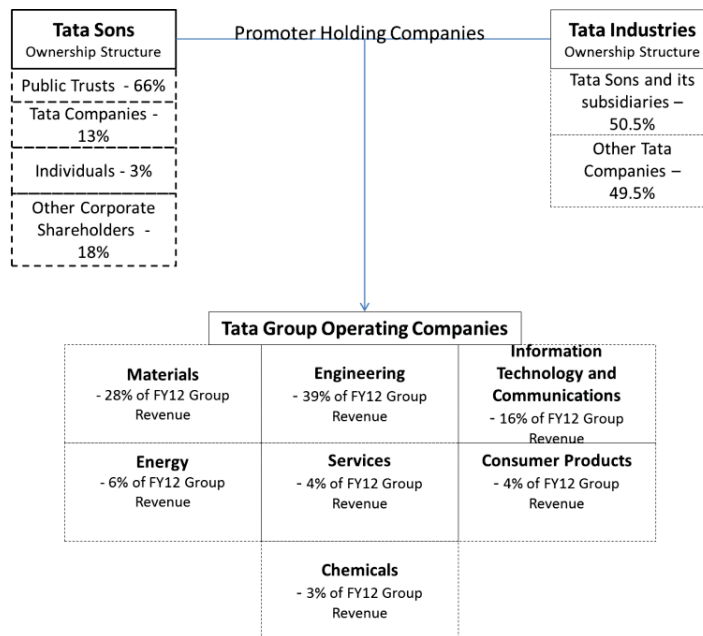 Tata Sons
Ownership Structure
Public Trusts - 66%
Tata Companies -
13%
Individuals - 3%
Other Corporate
Shareholders -
18%
Promoter Holding Companies
Tata Industries
Ownership Structure
Tata Sons and its
subsidiaries –
50.5%
Other Tata
Companies –
49.5%
Tata Group Operating Companies
Materials
- 28% of FY12 Group
Revenue
Engineering
- 39% of FY12 Group
Revenue
Information
Technology and
Communications
- 16% of FY12 Group
Revenue
Energy
- 6% of FY12 Group
Revenue
Services
- 4% of FY12 Group
Revenue
Consumer Products
- 4% of FY12 Group
Revenue
Chemicals
- 3% of FY12 Group
Revenue